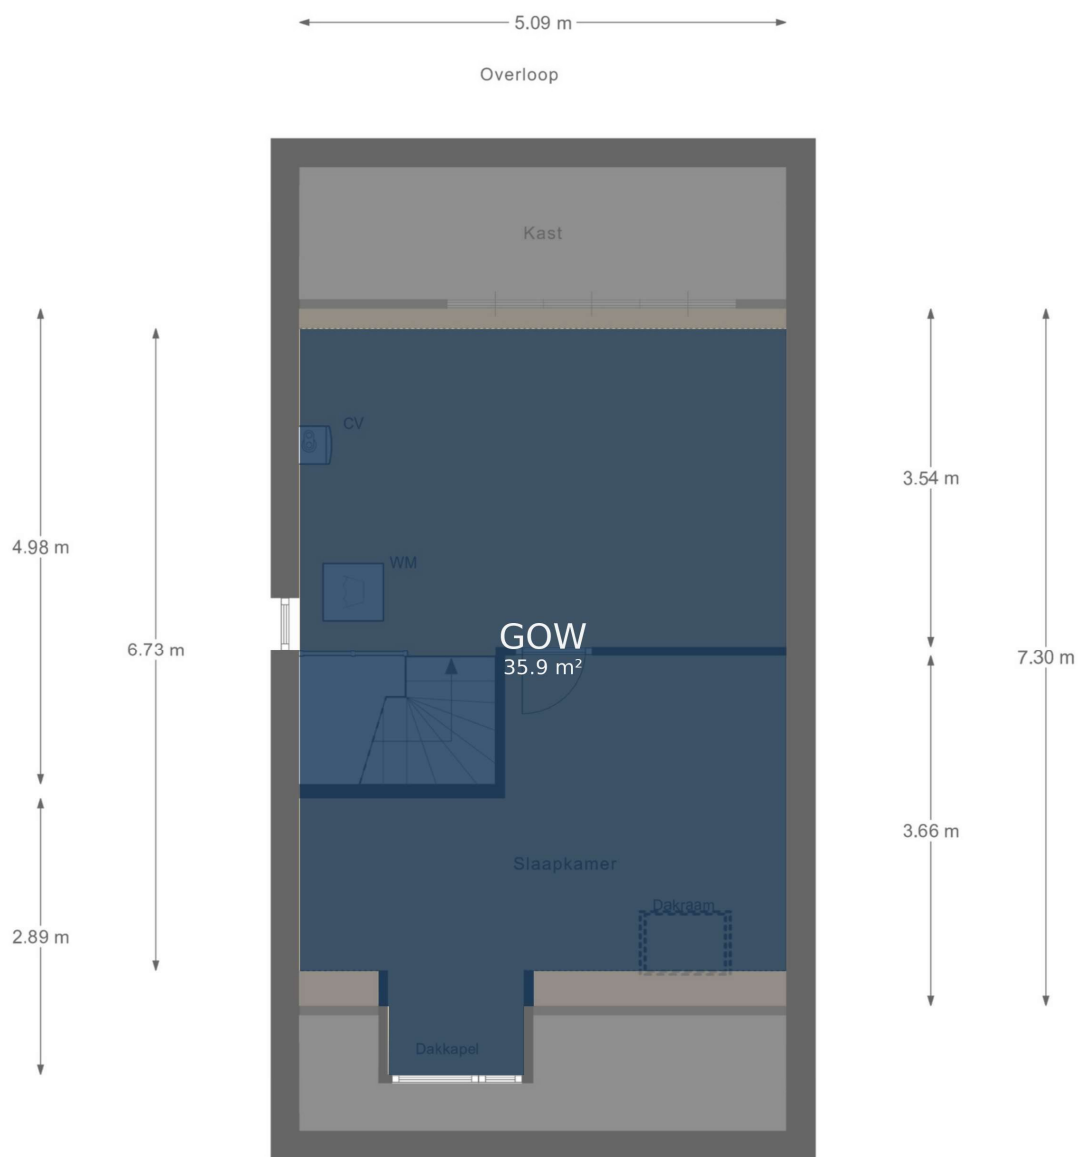 5.09 m
Overloop
Kast
CV
3.54 m
4.98 m
WM
GOW
6.73 m
35.9 m²
7.30 m
3.66 m
Slaapkamer
Dakraam
2.89 m
Dakkapel